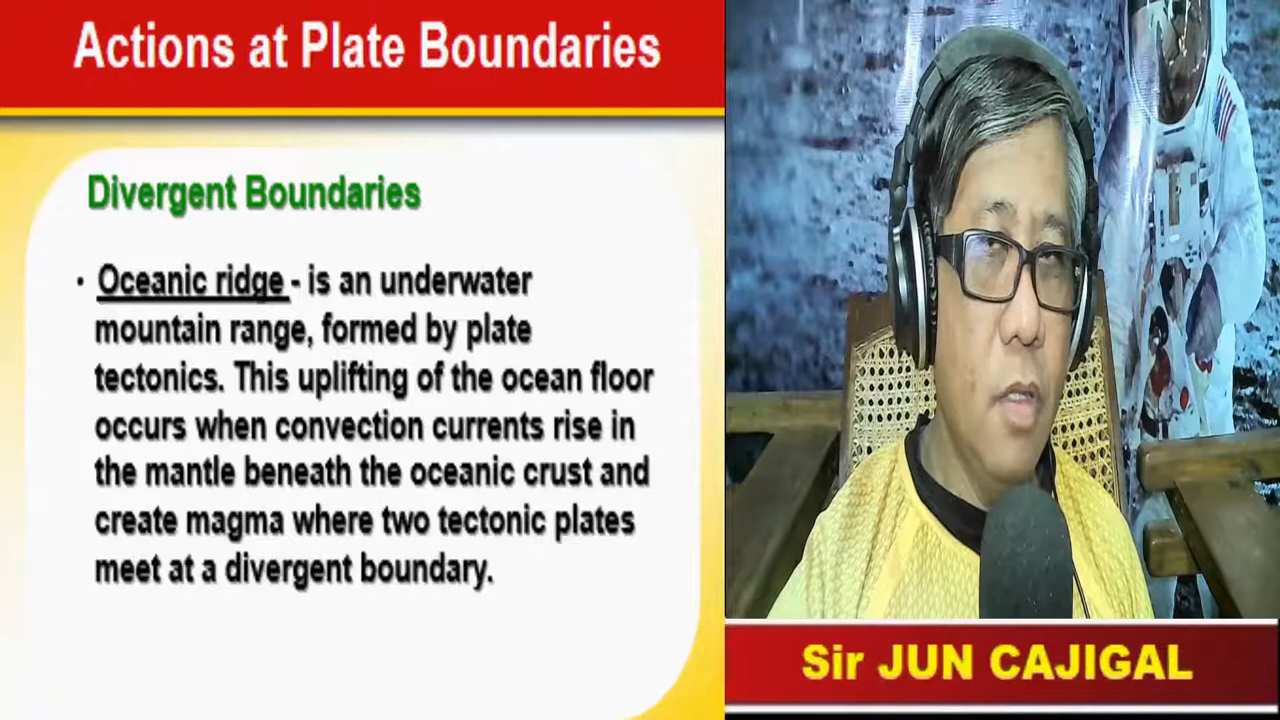 Actions at Plate Boundaries
Divergent Boundaries
· Oceanic ridge - is an underwater
mountain range, formed by plate
tectonics. This uplifting of the ocean floor
occurs when convection currents rise in
the mantle beneath the oceanic crust and
create magma where two tectonic plates
meet at a divergent boundary.
Sir JUN CAJIGAL